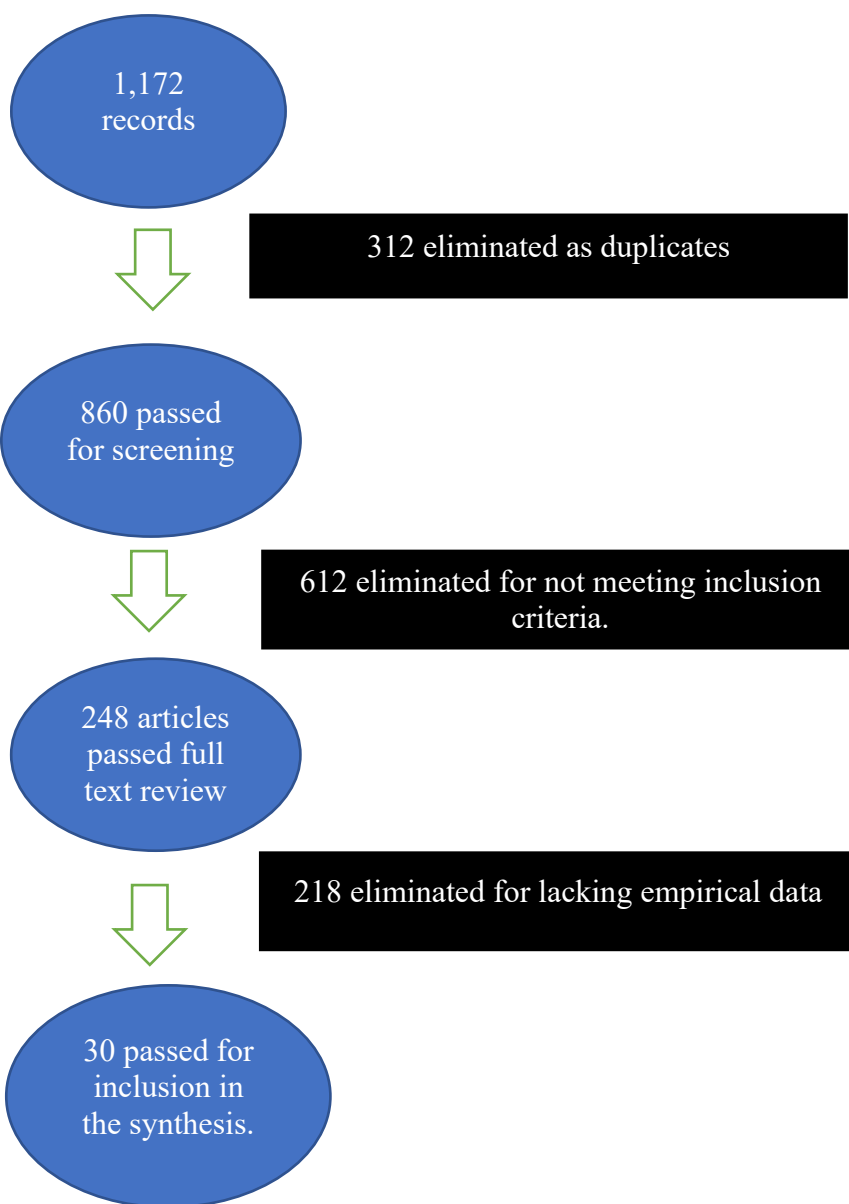 1,172
records
312 eliminated as duplicates
860 passed
for screening
612 eliminated for not meeting inclusion
criteria.
248 articles
passed full
text review
218 eliminated for lacking empirical data
30 passed for
inclusion in
the synthesis.